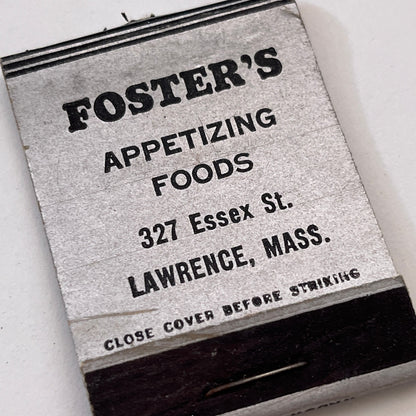 FOSTER'S
APPETIZING
FOODS
327 Essex St.
LAWRENCE, MASS.
CLOSE COVER BEFORE STRIKING